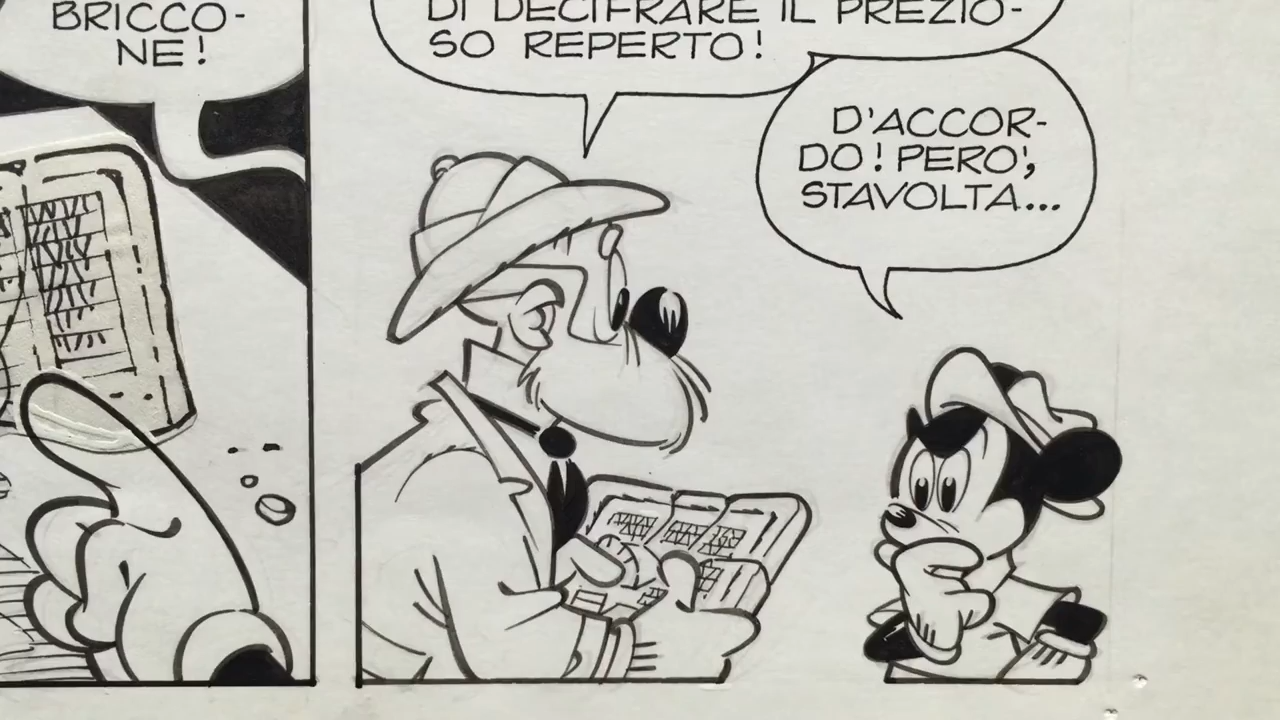 BRICCO-
NE!
DI DECIFRARE IL PREZIO-
SO REPERTO!
D'ACCOR-
DO! PERO',
STAVOLTA...